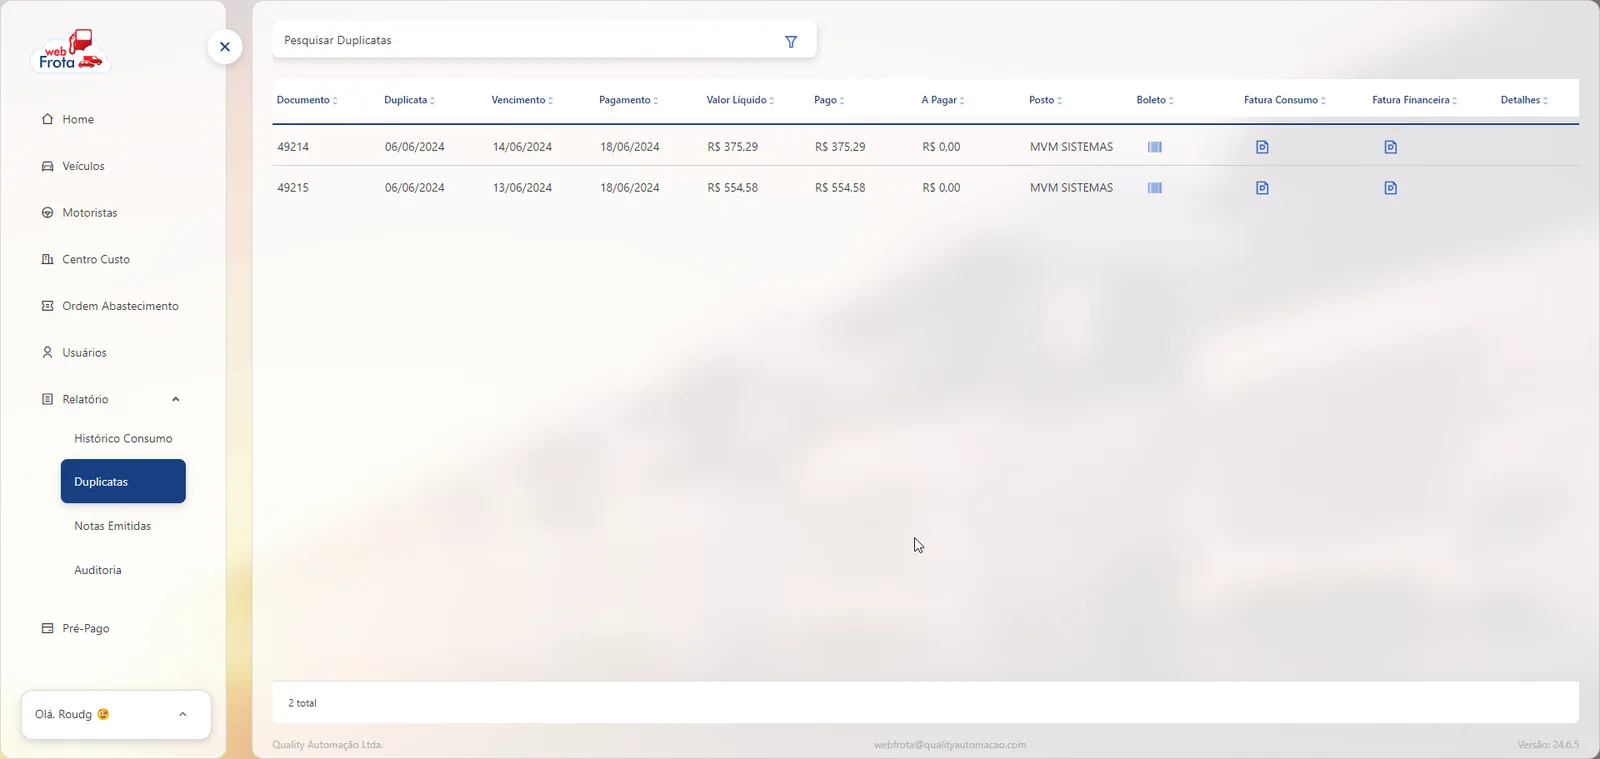 web
Frota
Home
Veículos
Motoristas
Centro Custo
Ordem Abastecimento
Usuários
Relatório
Histórico Consumo
Duplicatas
Notas Emitidas
Auditoria
Pré-Pago
Olá, Roudg 😉
Pesquisar Duplicatas
Documento Duplicata Vencimento Pagamento Valor Líquido Pago A Pagar Posto Boleto Fatura Consumo Fatura Financeira Detalhes
49214 06/06/2024 14/06/2024 18/06/2024 R$ 375,29 R$ 375,29 R$ 0,00 MVM SISTEMAS
49215 06/06/2024 13/06/2024 18/06/2024 R$ 554,58 R$ 554,58 R$ 0,00 MVM SISTEMAS
2 total
Quality Automação Ltda. webfrota@qualityautomacao.com Versão: 24.6.5